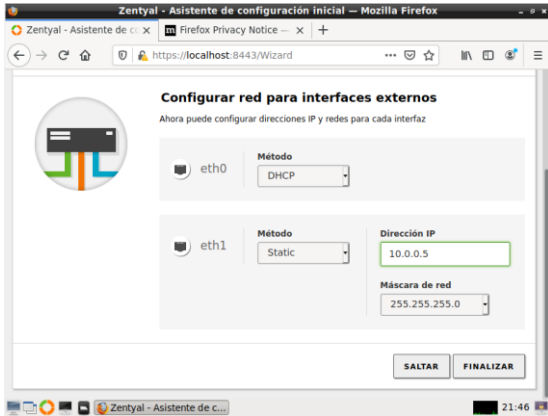 Zentyal - Asistente de configuración inicial — Mozilla Firefox
Zentyal - Asistente de co
Firefox Privacy Notice —
https://localhost:8443/Wizard
Configurar red para interfaces externos
Ahora puede configurar direcciones IP y redes para cada interfaz
eth0
Método
DHCP
eth1
Método
Static
Dirección IP
10.0.0.5
Máscara de red
255.255.255.0
SALTAR
FINALIZAR
Zentyal - Asistente de c...
21:46